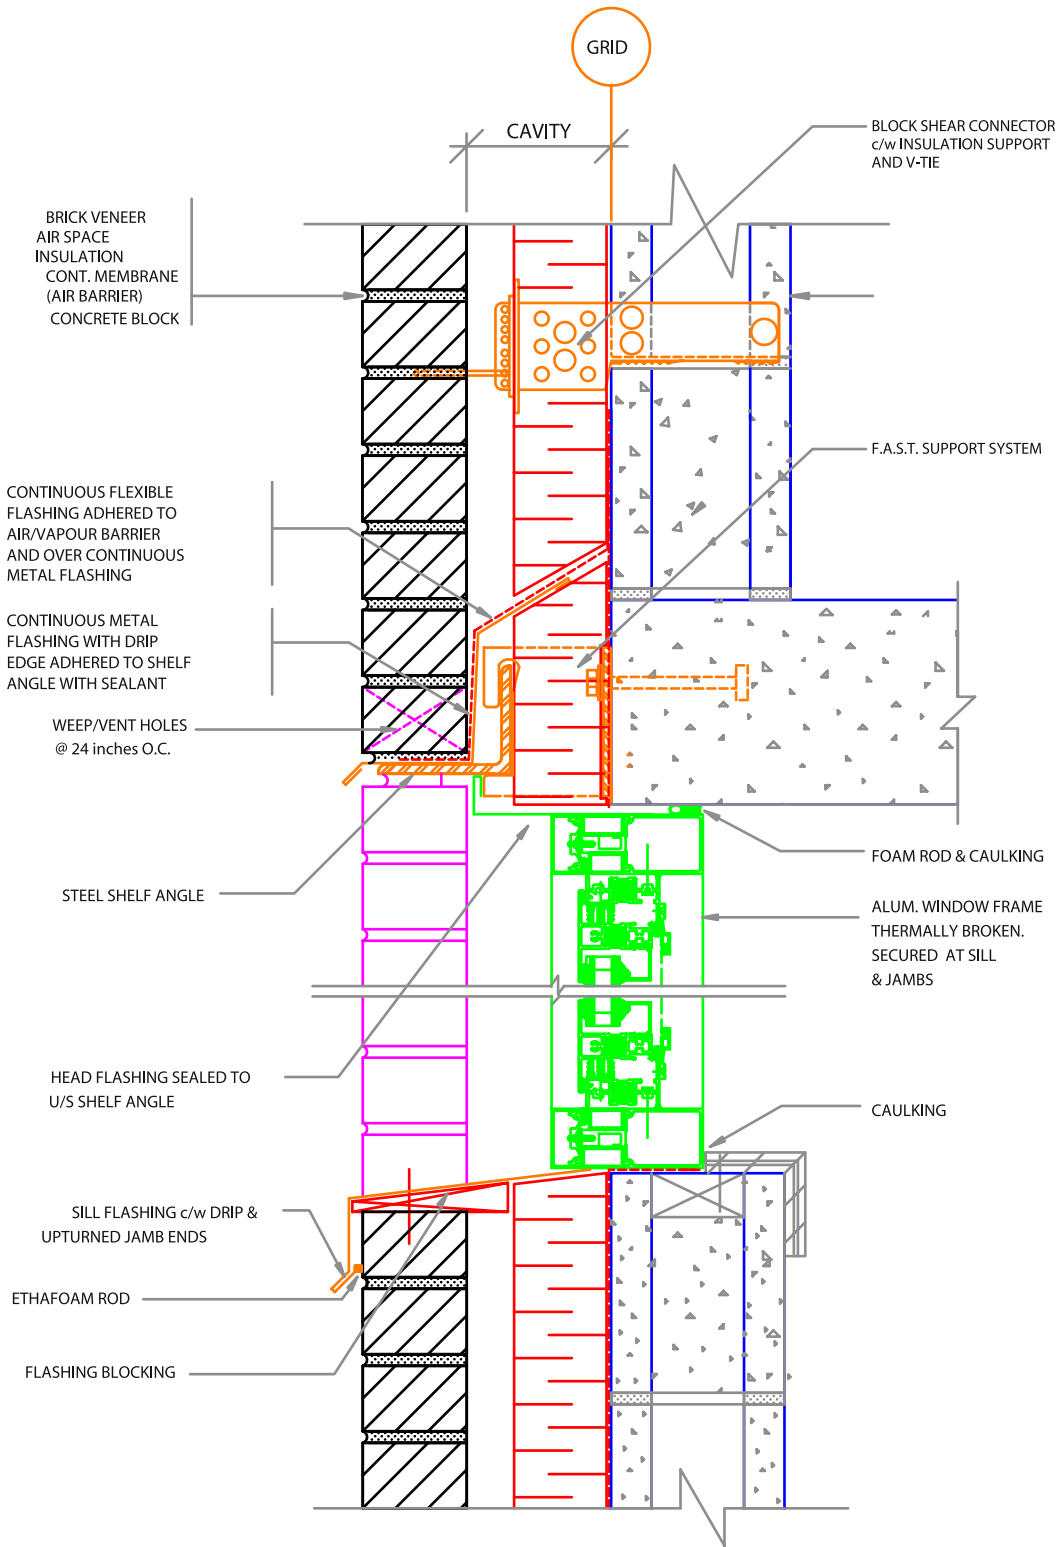 GRID
CAVITY
BLOCK SHEAR CONNECTOR
c/w INSULATION SUPPORT
AND V-TIE
BRICK VENEER
AIR SPACE
INSULATION
CONT. MEMBRANE
(AIR BARRIER)
CONCRETE BLOCK
F.A.S.T. SUPPORT SYSTEM
CONTINUOUS FLEXIBLE
FLASHING ADHERED TO
AIR/VAPOUR BARRIER
AND OVER CONTINUOUS
METAL FLASHING
CONTINUOUS METAL
FLASHING WITH DRIP
EDGE ADHERED TO SHELF
ANGLE WITH SEALANT
WEEP/VENT HOLES
@ 24 inches O.C.
STEEL SHELF ANGLE
FOAM ROD & CAULKING
ALUM. WINDOW FRAME
THERMALLY BROKEN.
SECURED AT SILL
& JAMBS
HEAD FLASHING SEALED TO
U/S SHELF ANGLE
CAULKING
SILL FLASHING c/w DRIP &
UPTURNED JAMB ENDS
ETHAFOAM ROD
FLASHING BLOCKING